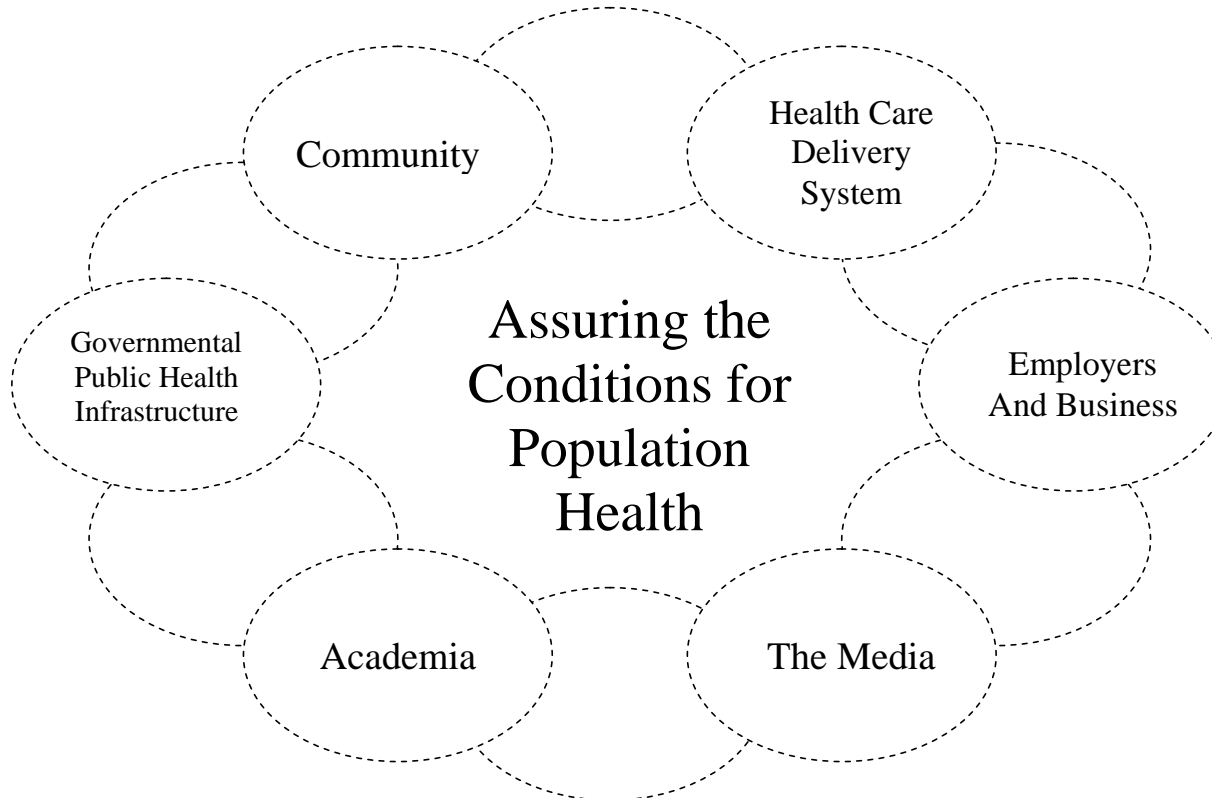 Community
Health Care
Delivery
System
Governmental
Public Health
Infrastructure
Assuring the
Conditions for
Population
Health
Employers
And Business
Academia
The Media